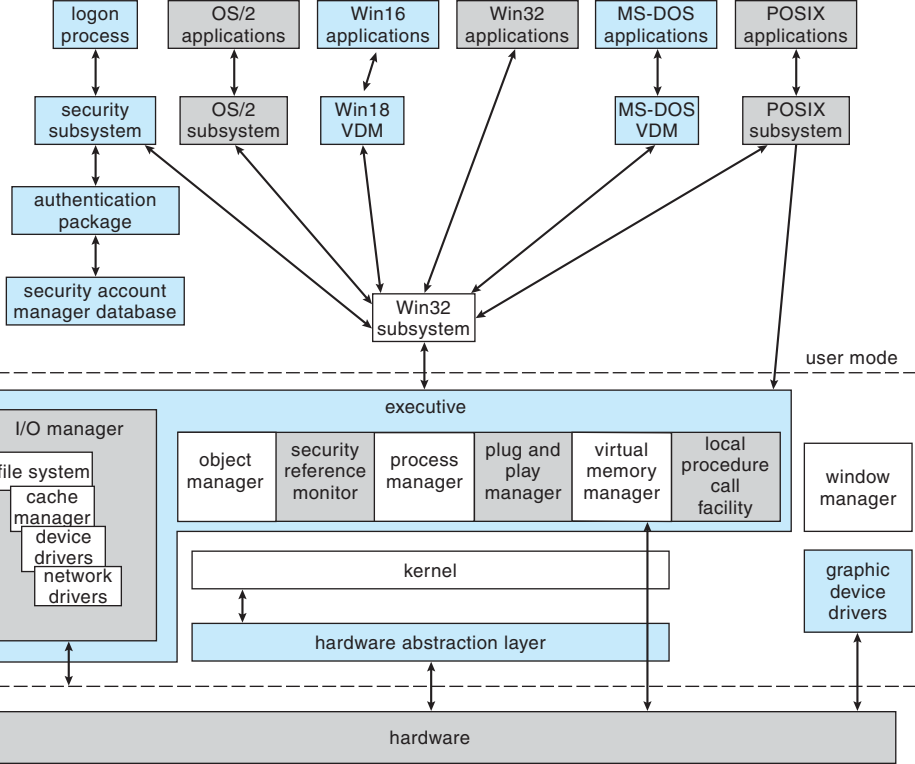 logon
process
OS/2
applications
Win16
applications
Win32
applications
MS-DOS
applications
POSIX
applications
security
subsystem
OS/2
subsystem
Win18
VDM
MS-DOS
VDM
POSIX
subsystem
authentication
package
security account
manager database
Win32
subsystem
user mode
executive
I/O manager
file system
cache
manager
device
drivers
network
drivers
object
manager
security
reference
monitor
process
manager
plug and
play
manager
virtual
memory
manager
local
procedure
call
facility
window
manager
kernel
graphic
device
drivers
hardware abstraction layer
hardware